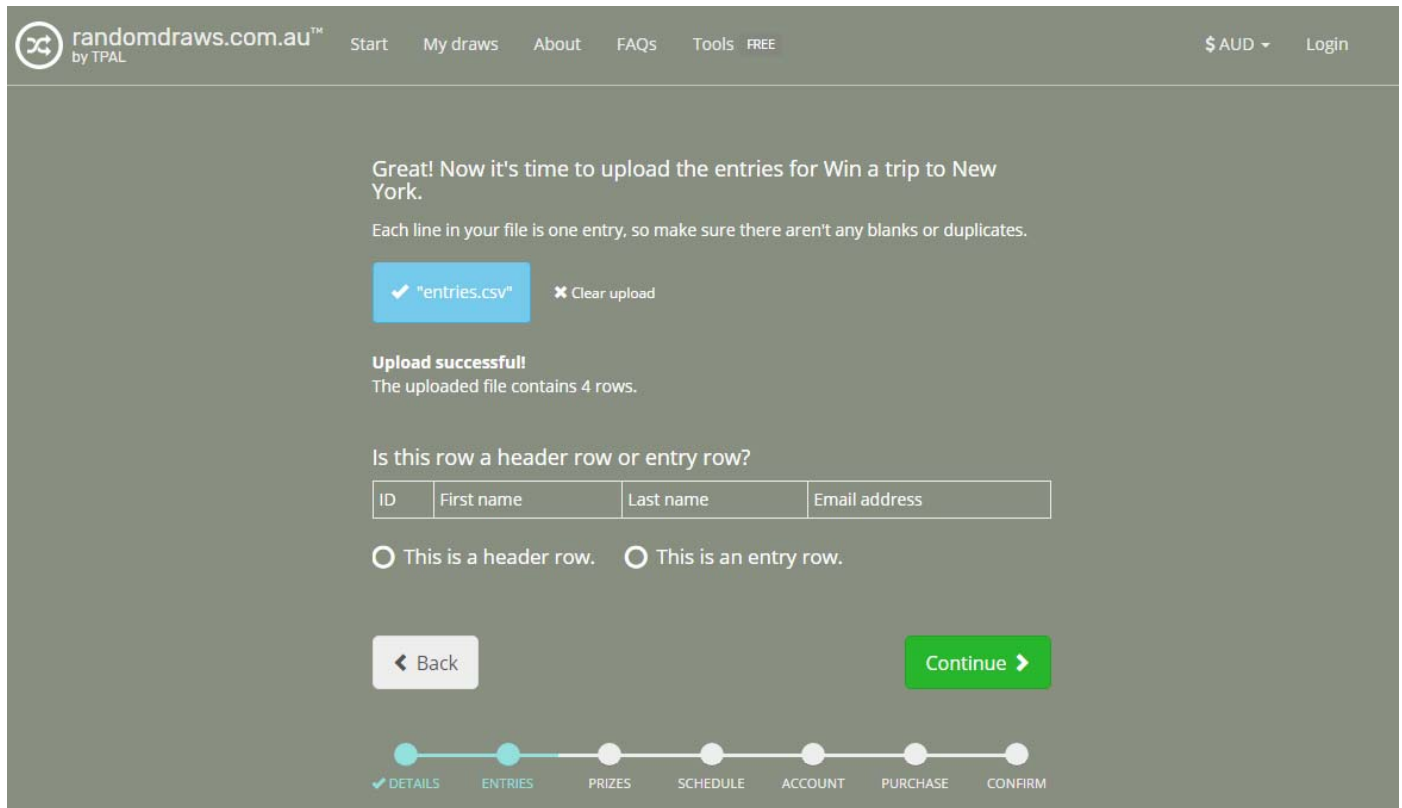 randomdraws.com.au™
by TPAL
Start My draws About FAQs Tools FREE $ AUD Login
Great! Now it's time to upload the entries for Win a trip to New
York.
Each line in your file is one entry, so make sure there aren't any blanks or duplicates.
"entries.csv" Clear upload
Upload successful!
The uploaded file contains 4 rows.
Is this row a header row or entry row?
ID First name Last name Email address
This is a header row. This is an entry row.
Back Continue
DETAILS ENTRIES PRIZES SCHEDULE ACCOUNT PURCHASE CONFIRM